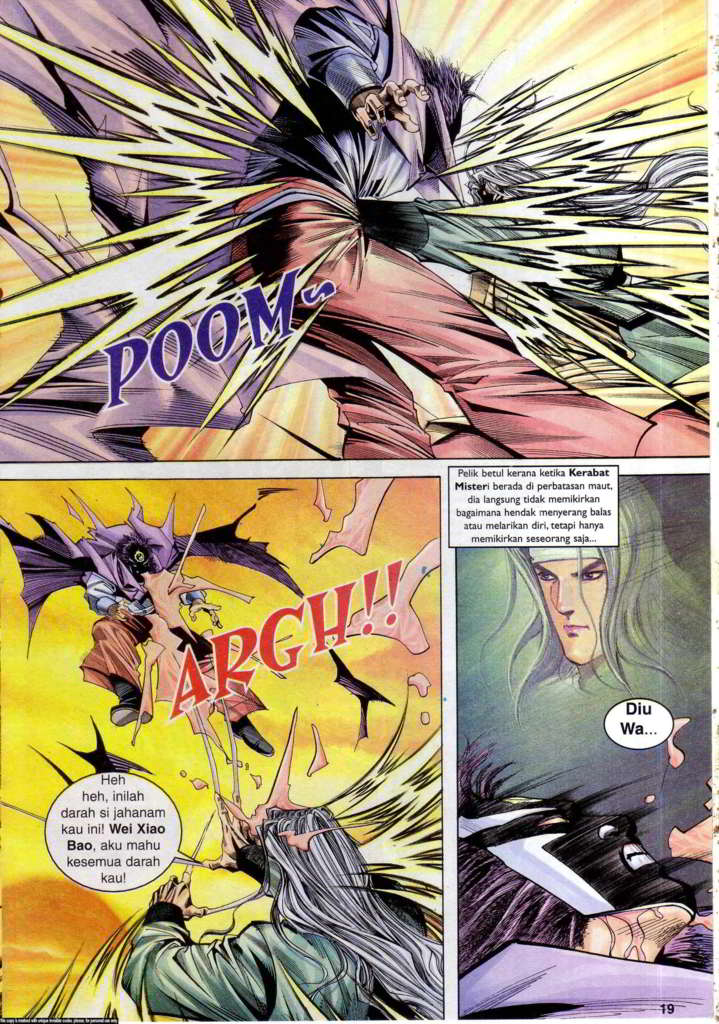 POOM~
Pelik betul kerana ketika Kerabat
Misteri berada di perbatasan maut,
dia langsung tidak memikirkan
bagaimana hendak menyerang balas
atau melarikan diri, tetapi hanya
memikirkan seseorang saja...
ARGH!!
Heh
heh, inilah
darah si jahanam
kau ini! Wei Xiao
Bao, aku mahu
kesemua darah
kau!
Diu
Wa...
19